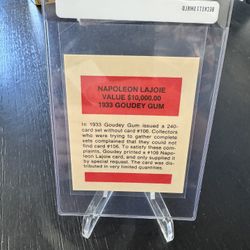 BECKETTSHIRTD
NAPOLEON LAJOIE
VALUE $10,000.00
1933 GOUDEY GUM
In 1933 Goudey Gum issued a 240-
card set without card #106. Collectors
who were trying to gather complete
sets complained that they could not
find card #106. To satisfy these com-
plaints, Goudey printed a #106 Napo-
leon Lajoie card, and only supplied it
by special request. The card was dis-
tributed in very limited quantities.